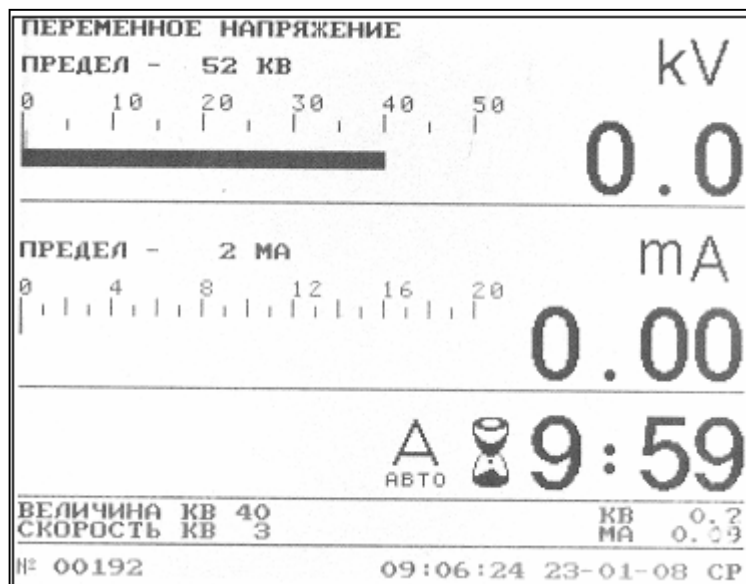 ПЕРЕМЕННОЕ НАПРЯЖЕНИЕ
ПРЕДЕЛ - 52 КВ
kV
0 10 20 30 40 50
0.0
ПРЕДЕЛ - 2 МА
mA
0 4 8 12 16 20
0.00
А
АВТО
9:59
ВЕЛИЧИНА КВ 40
КВ
СКОРОСТЬ КВ 3
МА
№ 00192
09:06:24 23-01-08 СР